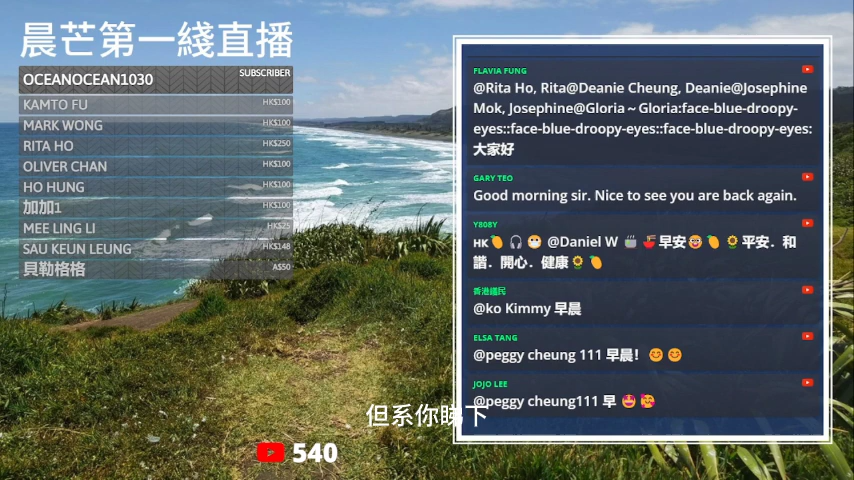 晨芒第一綫直播
OCEANOCEAN1030 SUBSCRIBER
KAMTO FU HK$100
MARK WONG HK$100
RITA HO HK$250
OLIVER CHAN HK$100
HO HUNG HK$100
加加1 HK$100
MEE LING LI HK$25
SAU KEUN LEUNG HK$148
貝勒格格 A$50
FLAVIA FUNG
@Rita Ho, Rita@Deanie Cheung, Deanie@Josephine
Mok, Josephine@Gloria ~ Gloria:face-blue-droopy-
eyes::face-blue-droopy-eyes::face-blue-droopy-eyes:
大家好
GARY TEO
Good morning sir. Nice to see you are back again.
Y808Y
HK🥭 🎧 😷 @Daniel W 🍵 🍜 早安 🥭 🌻平安．和
諧．開心．健康🌻 🥭
香港議民
@ko Kimmy 早晨
ELSA TANG
@peggy cheung 111 早晨！ 😊 😊
JOJO LEE
@peggy cheung111 早 🤩 🥰
但系你睇下
540